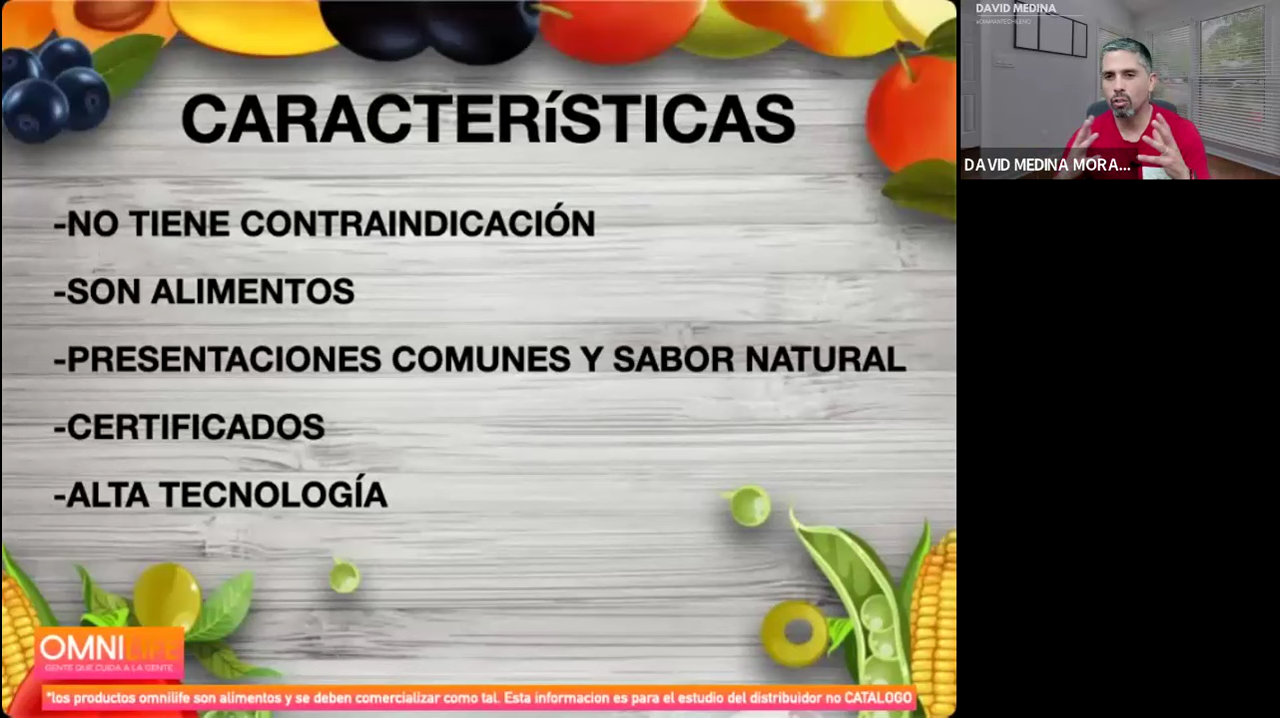 CARACTERíSTICAS
-NO TIENE CONTRAINDICACIÓN
-SON ALIMENTOS
-PRESENTACIONES COMUNES Y SABOR NATURAL
-CERTIFICADOS
-ALTA TECNOLOGÍA
OMNILIFE
GENTE QUE CUIDA A LA GENTE
*los productos omnilife son alimentos y se deben comercializar como tal. Esta informacion es para el estudio del distribuidor no CATALOGO
DAVID MEDINA
DAVID MEDINA MORA...